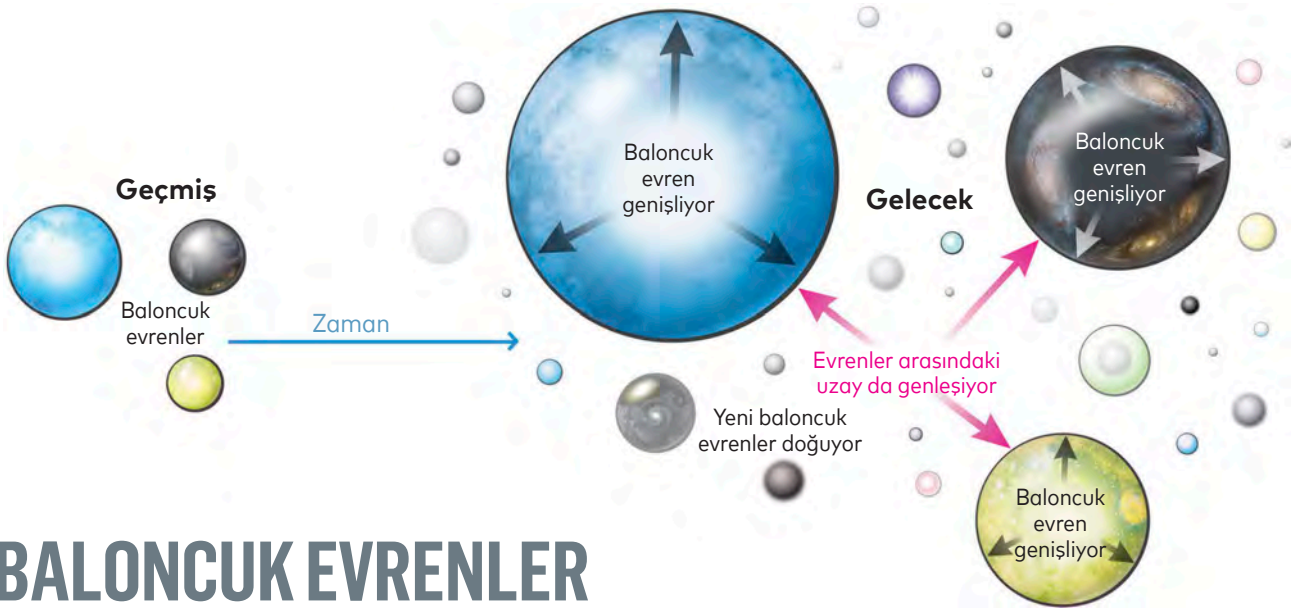 Geçmiş
Baloncuk
evrenler
Zaman
Baloncuk
evren
genişliyor
Gelecek
Baloncuk
evren
genişliyor
Evrenler arasındaki
uzay da genleşiyor
Yeni baloncuk
evrenler doğuyor
Baloncuk
evren
genişliyor
BALONCUK EVRENLER